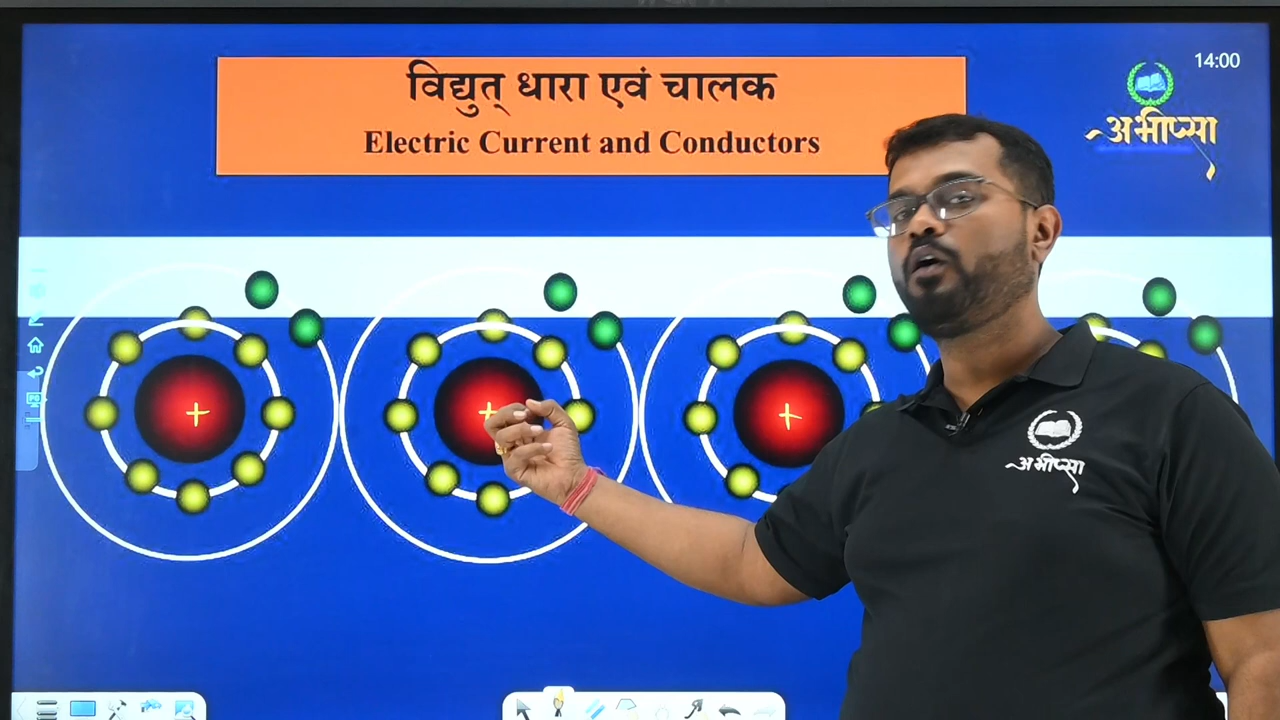 विद्युत् धारा एवं चालक
Electric Current and Conductors
14:00
अभीप्सा
+
+
+
अभीप्सा